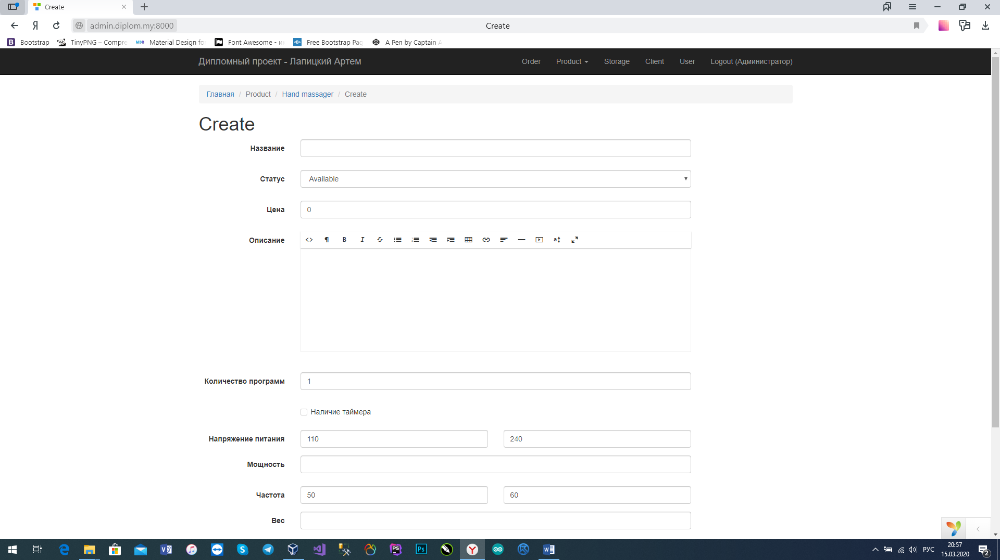 Create
admin.diplom.my:8000
Create
Bootstrap TinyPNG – Compre Material Design for Font Awesome - ик Free Bootstrap Pag A Pen by Captain A
Дипломный проект - Лапицкий Артем Order Product Storage Client User Logout (Администратор)
Главная / Product / Hand massager / Create
Create
Название
Статус Available
Цена 0
Описание
Количество программ 1
Наличие таймера
Напряжение питания 110 240
Мощность
Частота 50 60
Вес
РУС 20:57
15.03.2020 2